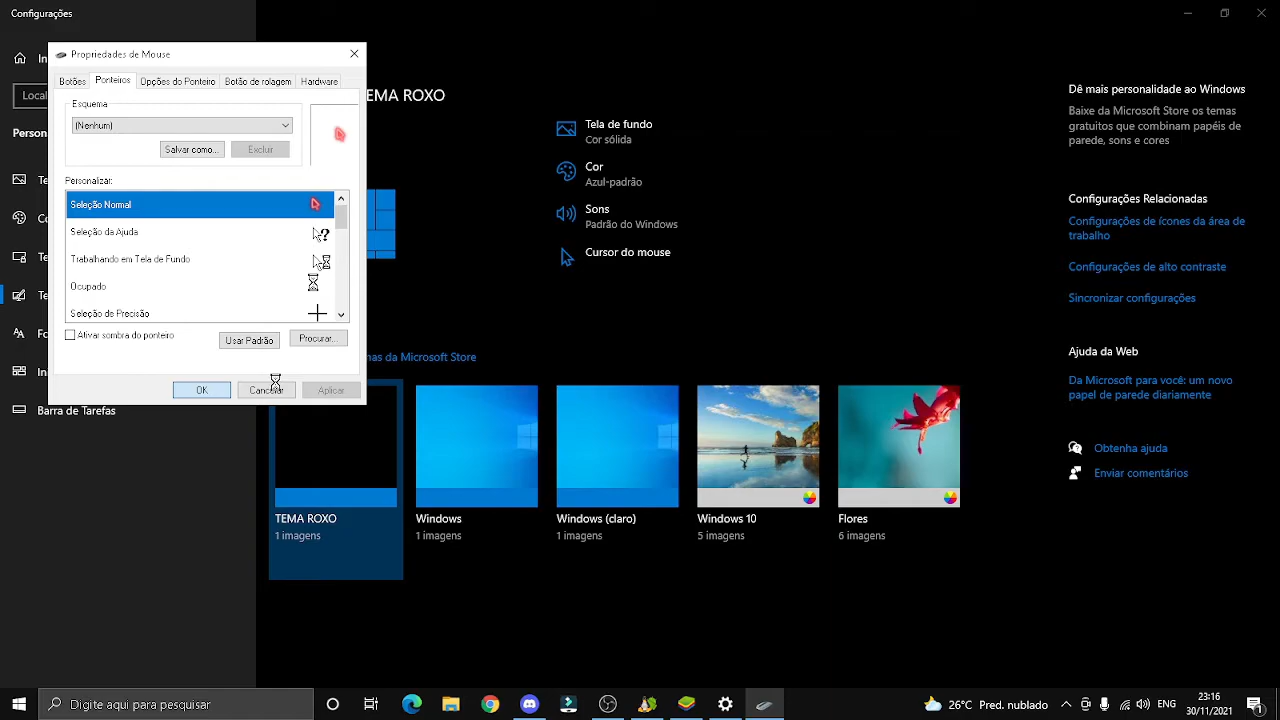 Configurações
In
Local
Person
T
C
T
Te
Fo
In
Barra de Tarefas
Propriedades de Mouse
Botões
Ponteiros
Opções do Ponteiro
Botão de rolagem
Hardware
Esquema
(Nenhum)
Salvar como...
Excluir
Personalizar:
Seleção Normal
Seleção da Ajuda
Trabalhando em Tela de Fundo
Ocupado
Seleção de Precisão
Ativar sombra do ponteiro
Usar Padrão
Procurar...
OK
Cancelar
Aplicar
EMA ROXO
Tela de fundo
Cor sólida
Cor
Azul-padrão
Sons
Padrão do Windows
Cursor do mouse
mas da Microsoft Store
TEMA ROXO
1 imagens
Windows
1 imagens
Windows (claro)
1 imagens
Windows 10
5 imagens
Flores
6 imagens
Dê mais personalidade ao Windows
Baixe da Microsoft Store os temas
gratuitos que combinam papéis de
parede, sons e cores
Configurações Relacionadas
Configurações de ícones da área de
trabalho
Configurações de alto contraste
Sincronizar configurações
Ajuda da Web
Da Microsoft para você: um novo
papel de parede diariamente
Obtenha ajuda
Enviar comentários
Digite aqui para pesquisar
26°C Pred. nublado
ENG
23:16
30/11/2021